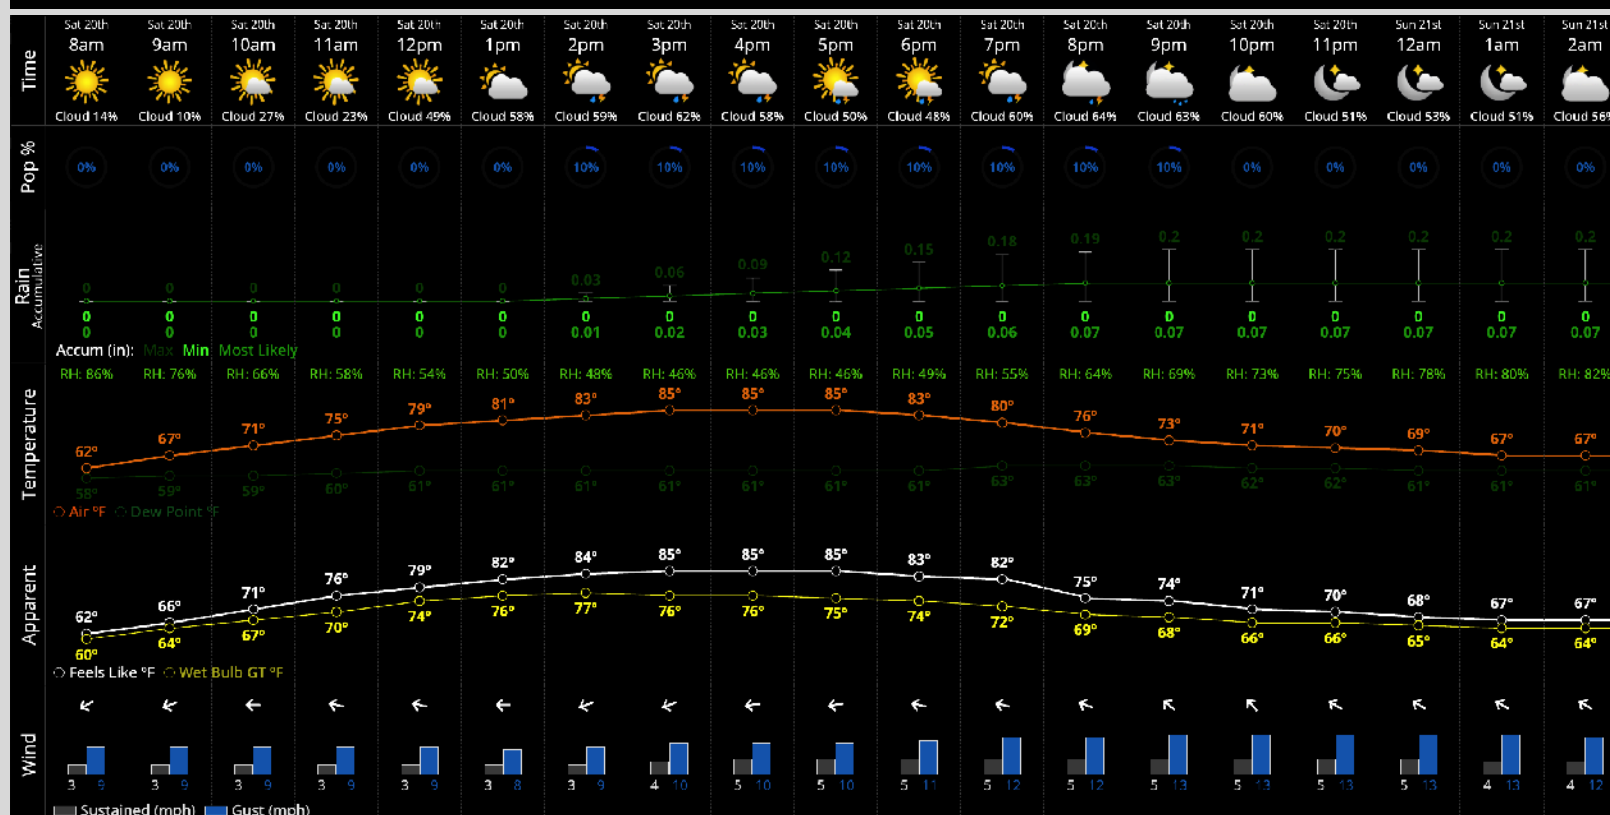 Time
Sat 20th Sat 20th Sat 20th Sat 20th Sat 20th Sat 20th Sat 20th Sat 20th Sat 20th Sat 20th Sat 20th Sat 20th Sat 20th Sat 20th Sat 20th Sat 20th Sun 21st Sun 21st Sun 21st
8am 9am 10am 11am 12pm 1pm 2pm 3pm 4pm 5pm 6pm 7pm 8pm 9pm 10pm 11pm 12am 1am 2am
Cloud 14% Cloud 10% Cloud 27% Cloud 23% Cloud 49% Cloud 58% Cloud 59% Cloud 62% Cloud 58% Cloud 50% Cloud 48% Cloud 60% Cloud 64% Cloud 63% Cloud 60% Cloud 51% Cloud 53% Cloud 51% Cloud 56%
Pop %
0% 0% 0% 0% 0% 0% 10% 10% 10% 10% 10% 10% 10% 10% 0% 0% 0% 0% 0%
Rain
Accumulative
0 0 0 0 0 0 0.03 0.06 0.09 0.12 0.15 0.18 0.19 0.2 0.2 0.2 0.2 0.2 0.2
0 0 0 0 0 0 0 0 0 0 0 0 0 0 0 0 0 0 0
0 0 0 0 0 0 0.01 0.02 0.03 0.04 0.05 0.06 0.07 0.07 0.07 0.07 0.07 0.07 0.07
Accum (in): Max Min Most Likely
RH: 86% RH: 76% RH: 66% RH: 58% RH: 54% RH: 50% RH: 48% RH: 46% RH: 46% RH: 46% RH: 49% RH: 55% RH: 64% RH: 69% RH: 73% RH: 75% RH: 78% RH: 80% RH: 82%
Temperature
62° 67° 71° 75° 79° 81° 83° 85° 85° 85° 83° 80° 76° 73° 71° 70° 69° 67° 67°
58° 59° 59° 60° 61° 61° 61° 61° 61° 61° 61° 63° 63° 63° 62° 62° 61° 61° 61°
Air °F Dew Point °F
Apparent
62° 66° 71° 76° 79° 82° 84° 85° 85° 85° 83° 82° 75° 74° 71° 70° 68° 67° 67°
60° 64° 67° 70° 74° 76° 77° 76° 76° 75° 74° 72° 69° 68° 66° 66° 65° 64° 64°
Feels Like °F Wet Bulb GT °F
Wind
3 9 3 9 3 9 3 9 3 9 3 8 3 9 4 10 5 10 5 10 5 11 5 12 5 12 5 13 5 13 5 13 5 13 4 13 4 12
Sustained (mph) Gust (mph)